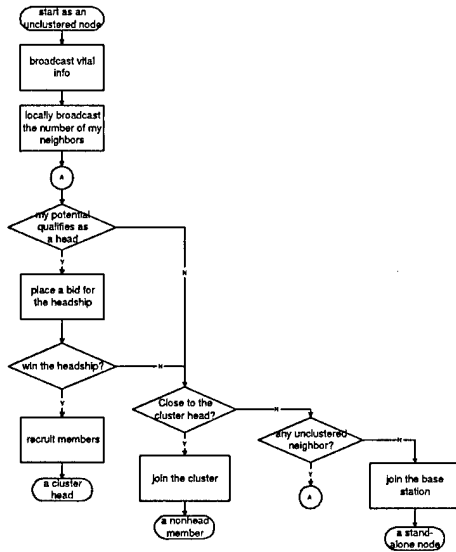 start as an
unclustered node
broadcast vital
info
locally broadcast
the number of my
neighbors
A
my potential
qualifies as
a head
Y
N
place a bid for
the headship
win the headship?
N
Y
Close to the
cluster head?
N
any unclustered
neighbor?
N
recruit members
Y
Y
join the cluster
A
join the base
station
a cluster
head
a nonhead
member
a stand-
alone node